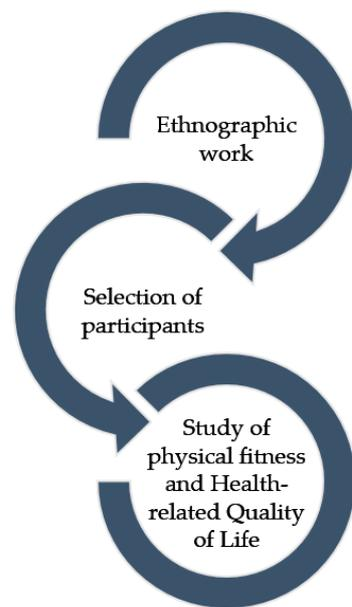 Ethnographic
work
Selection of
participants
Study of
physical fitness
and Health-
related Quality
of Life